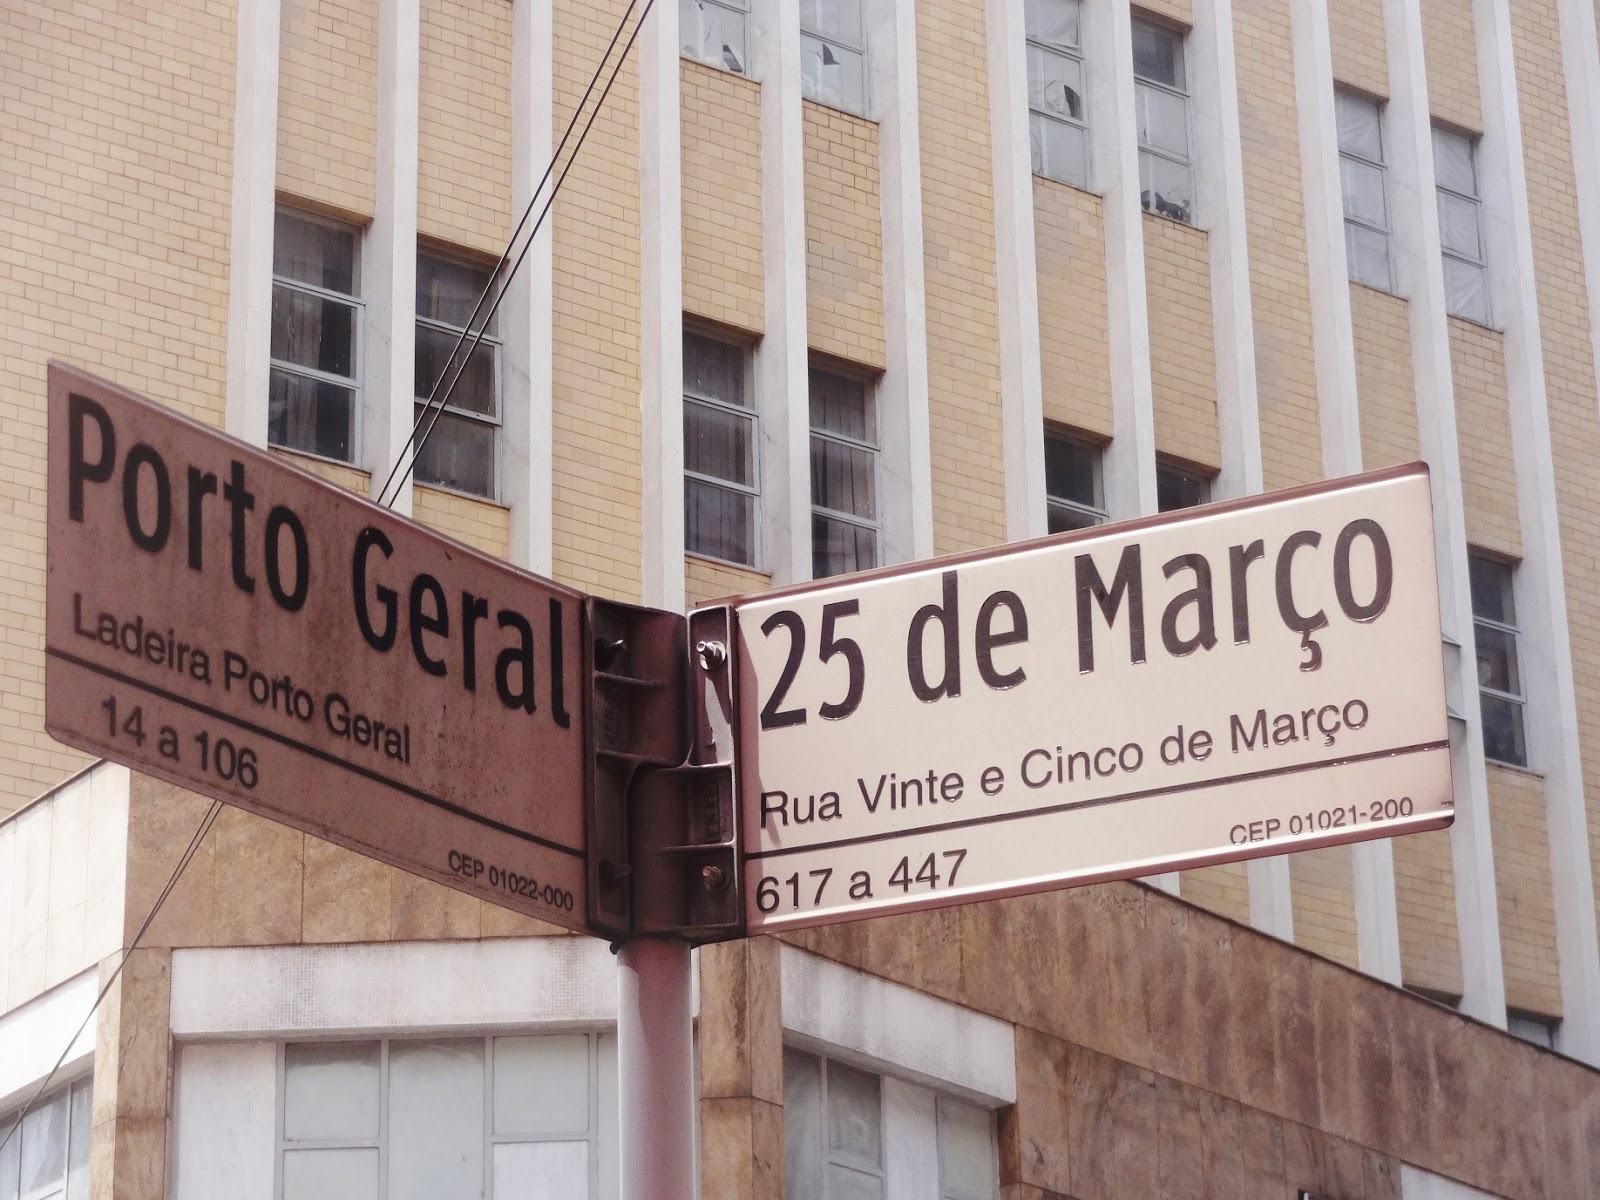 Porto Geral
Ladeira Porto Geral
14 a 106
CEP 01022-000
25 de Março
Rua Vinte e Cinco de Março
617 a 447
CEP 01021-200